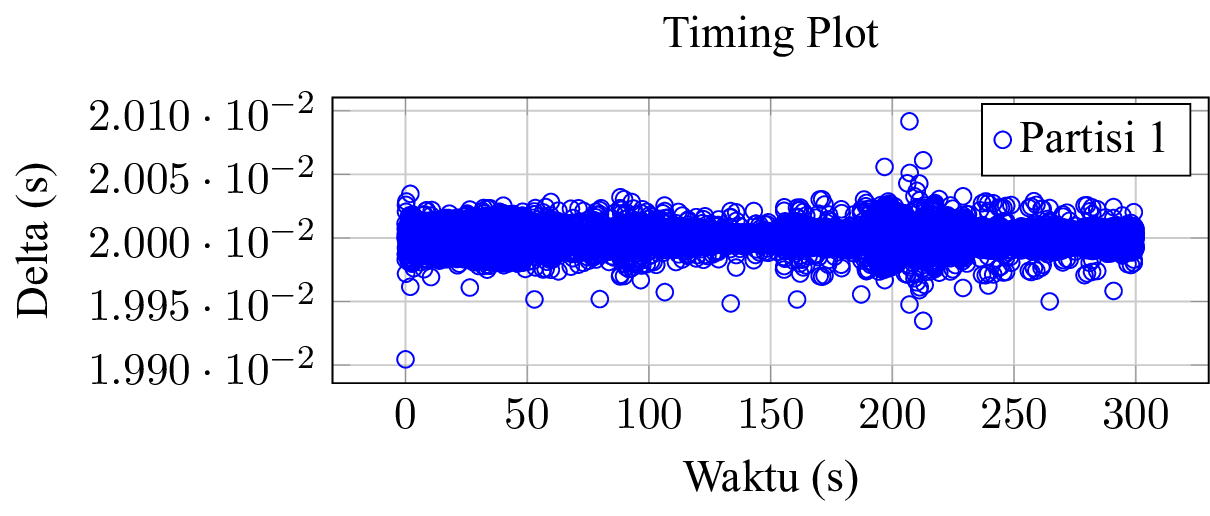 Timing Plot
2.010 · 10⁻²
2.005 · 10⁻²
2.000 · 10⁻²
1.995 · 10⁻²
1.990 · 10⁻²
Delta (s)
Partisi 1
0 50 100 150 200 250 300
Waktu (s)